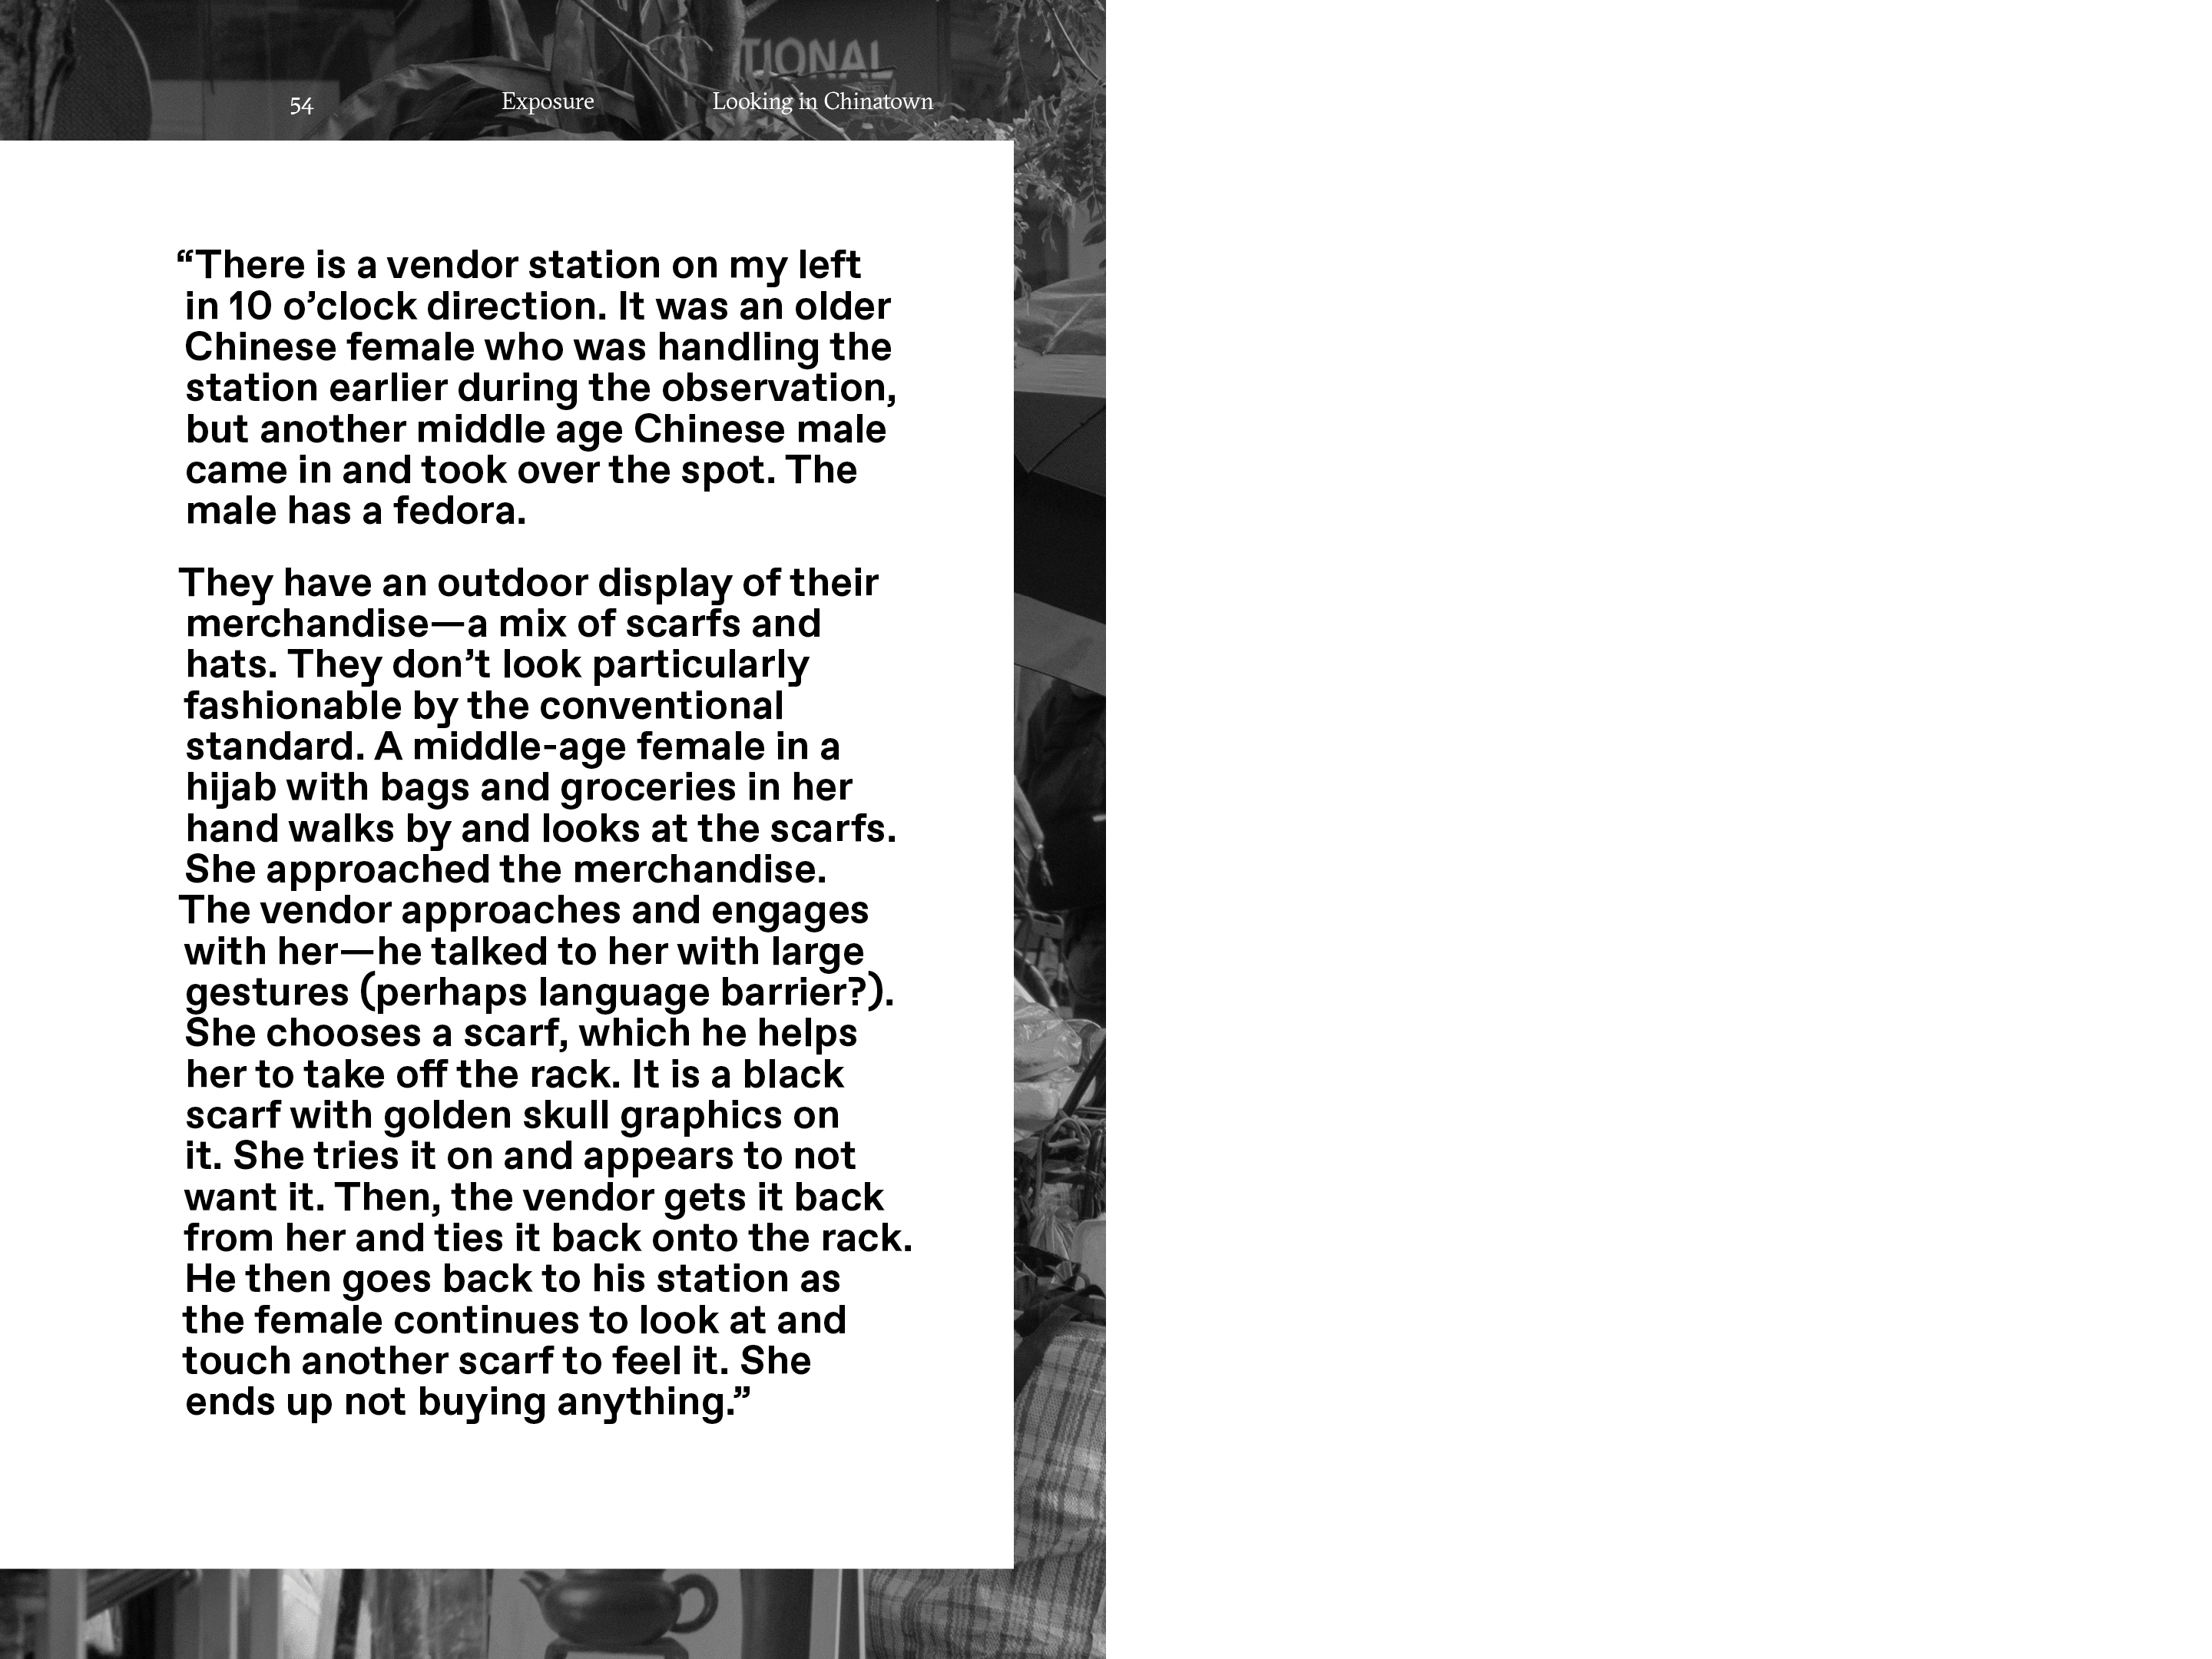 TIONAL
54 Exposure Looking in Chinatown
“There is a vendor station on my left
in 10 o’clock direction. It was an older
Chinese female who was handling the
station earlier during the observation,
but another middle age Chinese male
came in and took over the spot. The
male has a fedora.
They have an outdoor display of their
merchandise—a mix of scarfs and
hats. They don’t look particularly
fashionable by the conventional
standard. A middle-age female in a
hijab with bags and groceries in her
hand walks by and looks at the scarfs.
She approached the merchandise.
The vendor approaches and engages
with her—he talked to her with large
gestures (perhaps language barrier?).
She chooses a scarf, which he helps
her to take off the rack. It is a black
scarf with golden skull graphics on
it. She tries it on and appears to not
want it. Then, the vendor gets it back
from her and ties it back onto the rack.
He then goes back to his station as
the female continues to look at and
touch another scarf to feel it. She
ends up not buying anything.”